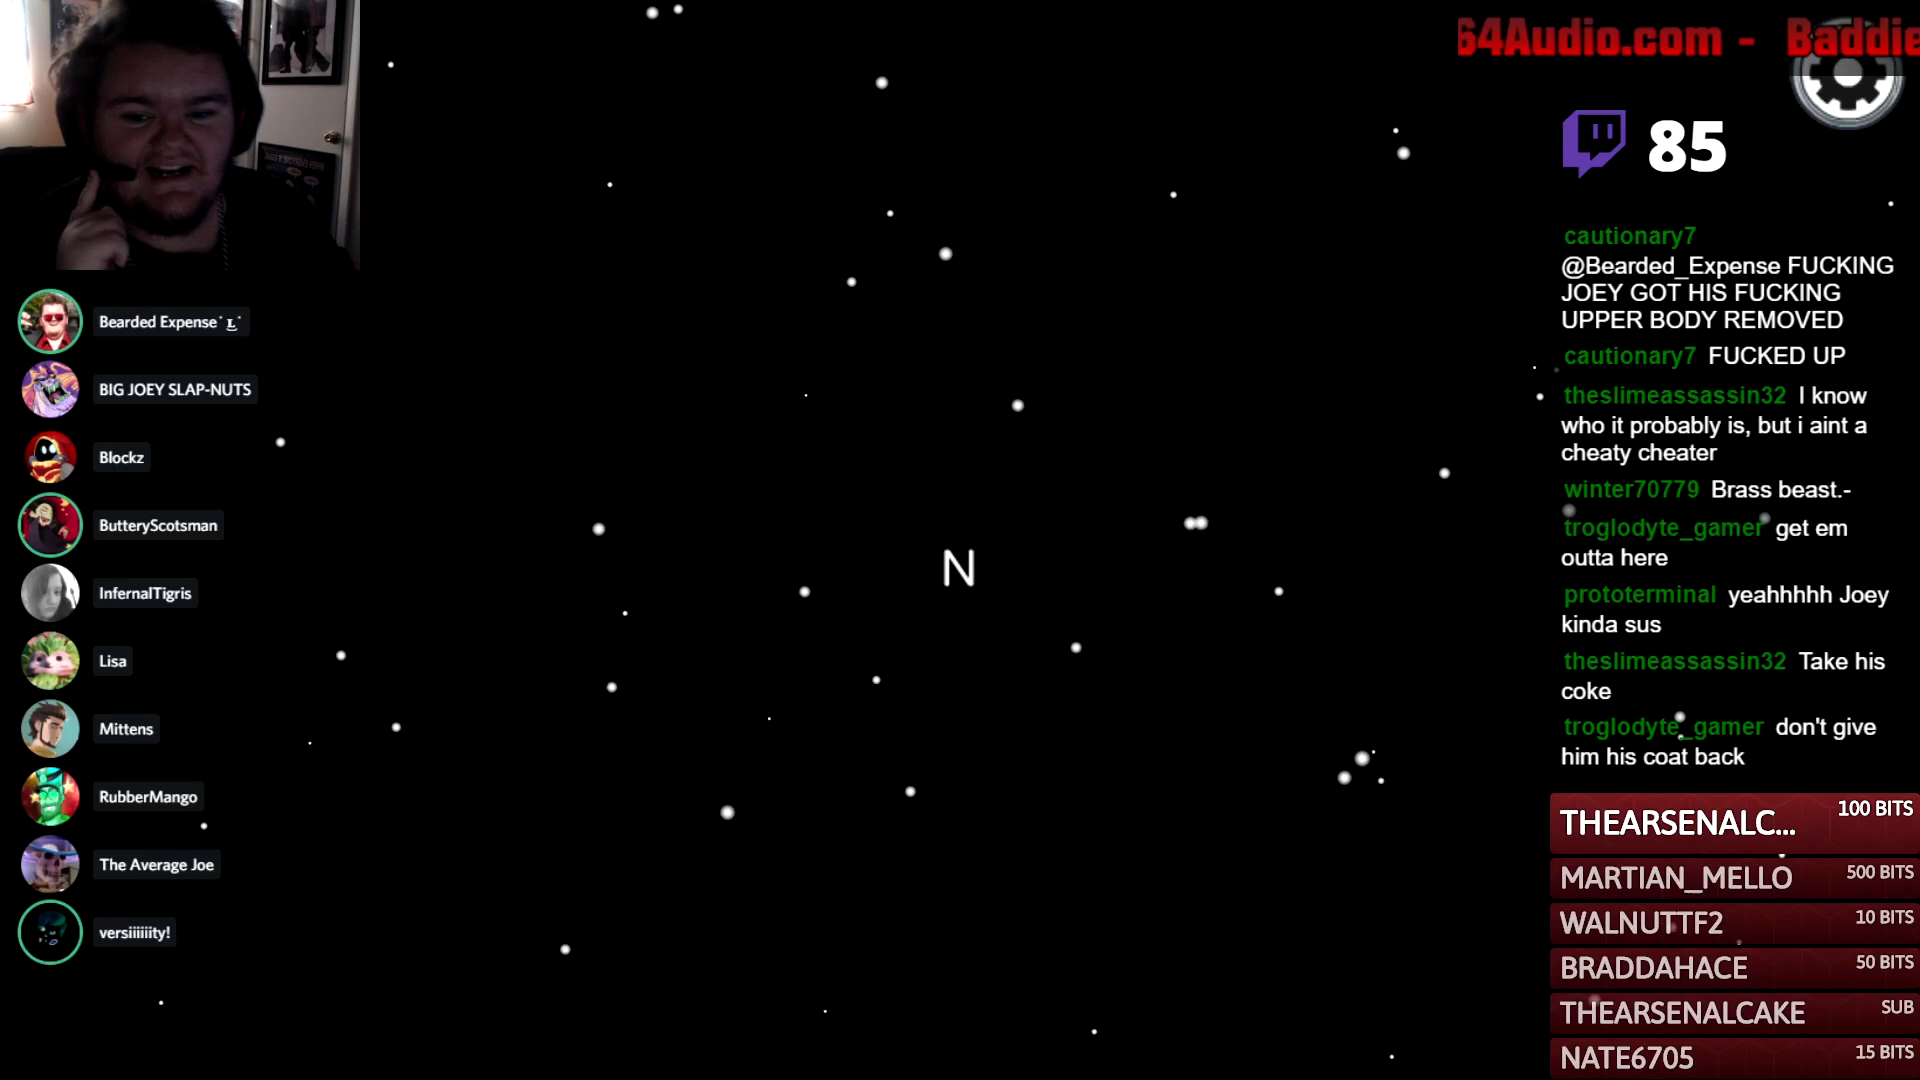 64Audio.com - Baddie
85
Bearded Expense
BIG JOEY SLAP-NUTS
Blockz
ButteryScotsman
InfernalTigris
Lisa
Mittens
RubberMango
The Average Joe
versiiiiiity!
N
cautionary7
@Bearded_Expense FUCKING
JOEY GOT HIS FUCKING
UPPER BODY REMOVED
cautionary7 FUCKED UP
theslimeassassin32 I know
who it probably is, but i aint a
cheaty cheater
winter70779 Brass beast.-
troglodyte_gamer get em
outta here
prototerminal yeahhhhh Joey
kinda sus
theslimeassassin32 Take his
coke
troglodyte_gamer don't give
him his coat back
THEARSENALC... 100 BITS
MARTIAN_MELLO 500 BITS
WALNUTTF2 10 BITS
BRADDAHACE 50 BITS
THEARSENALCAKE SUB
NATE6705 15 BITS